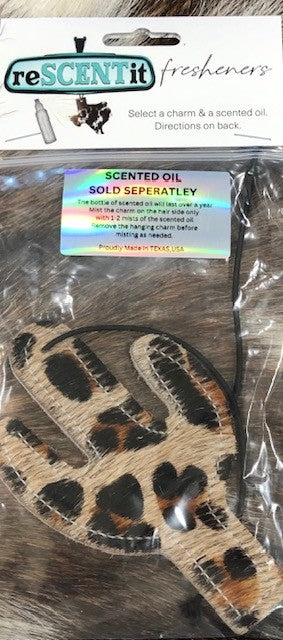 reSCENTit fresheners
Select a charm & a scented oil.
Directions on back.
SCENTED OIL
SOLD SEPERATLEY
The bottle of scented oil will last over a year.
Mist the charm on the hair side only
with 1-2 mists of the scented oil
Remove the hanging charm before
misting as needed.
Proudly Made in TEXAS,USA